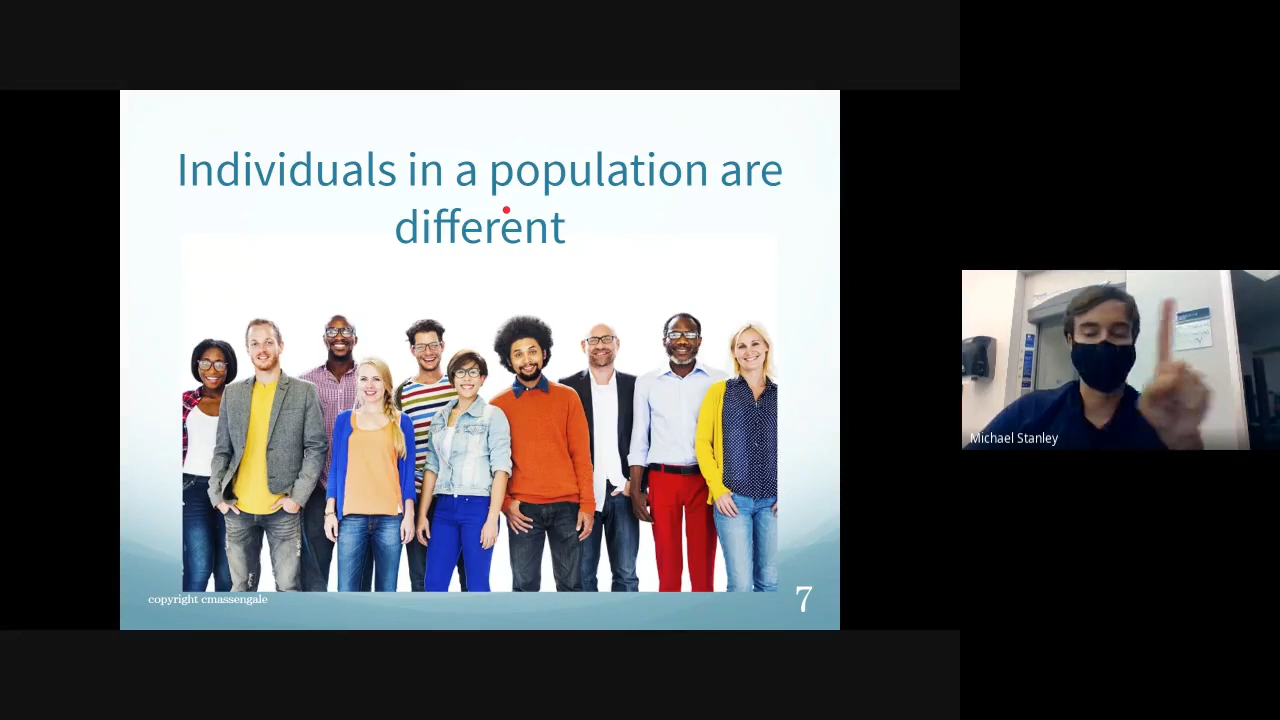 Individuals in a population are
different
copyright cmassengale
7
Michael Stanley